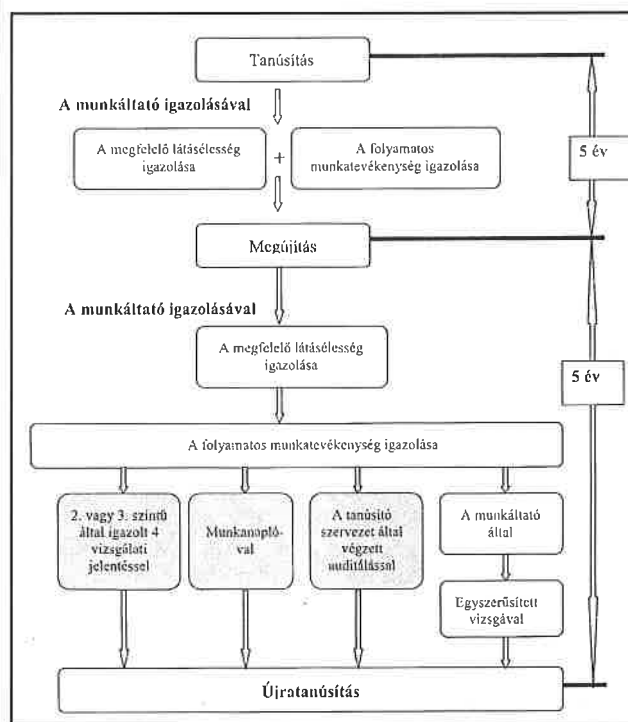 Tanúsítás
A munkáltató igazolásával
A megfelelő látásélesség
igazolása
+
A folyamatos
munkatevékenység igazolása
5 év
Megújítás
A munkáltató igazolásával
A megfelelő látásélesség
igazolása
5 év
A folyamatos munkatevékenység igazolása
2. vagy 3. szintű
által igazolt 4
vizsgálati
jelentéssel
Munkanapló-
val
A tanúsító
szervezet által
végzett
auditálással
A munkáltató
által
Egyszerűsített
vizsgával
Újratanúsítás